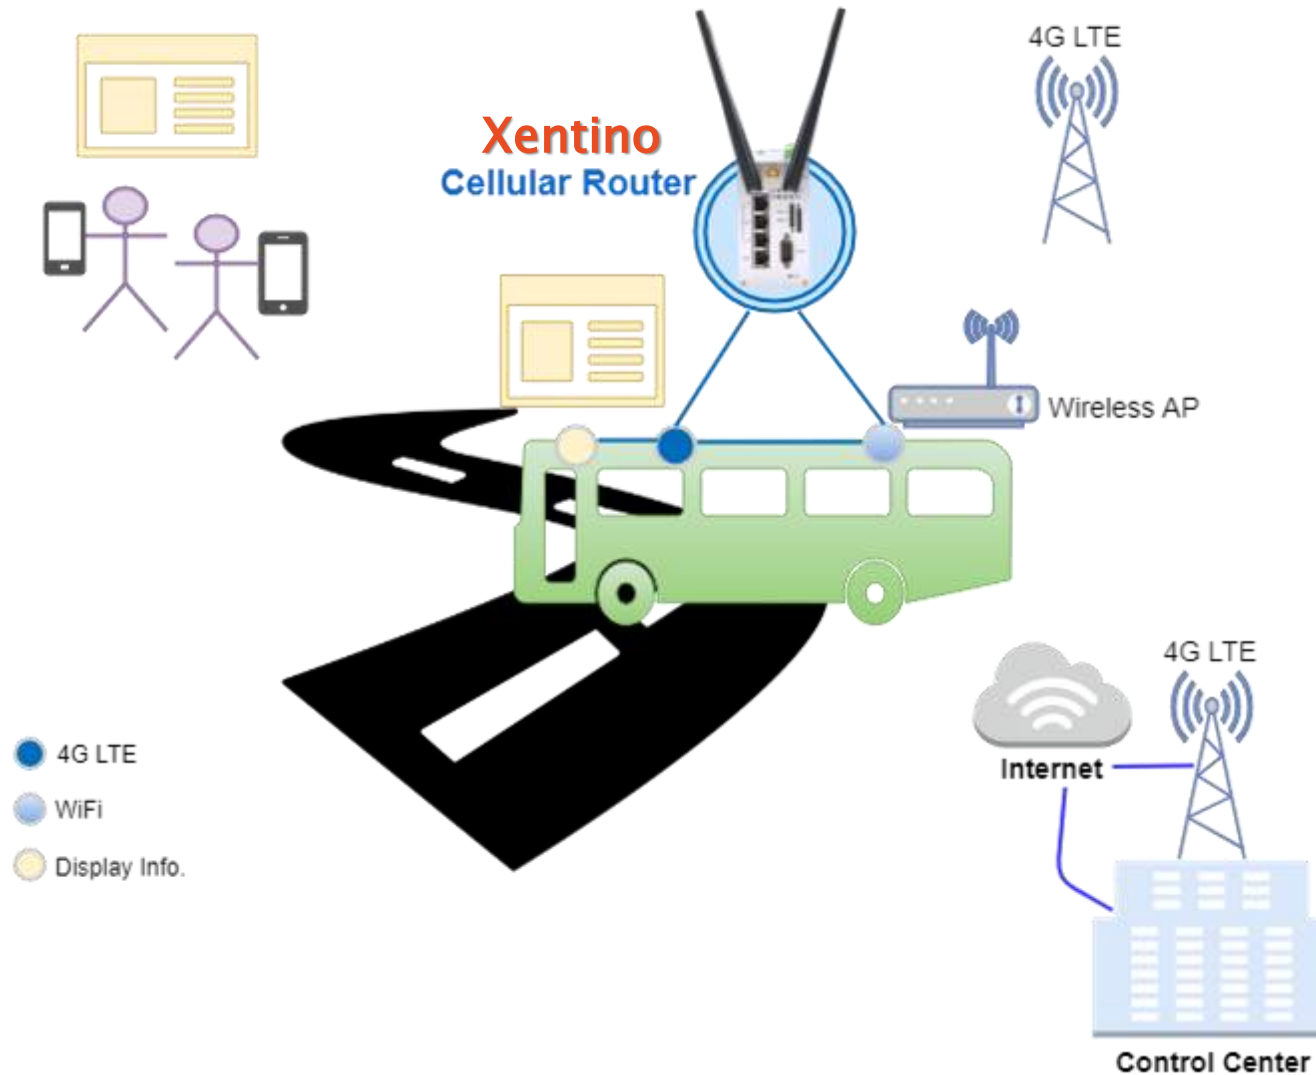 4G LTE
Xentino
Cellular Router
Wireless AP
4G LTE
Internet
4G LTE
WiFi
Display Info.
Control Center